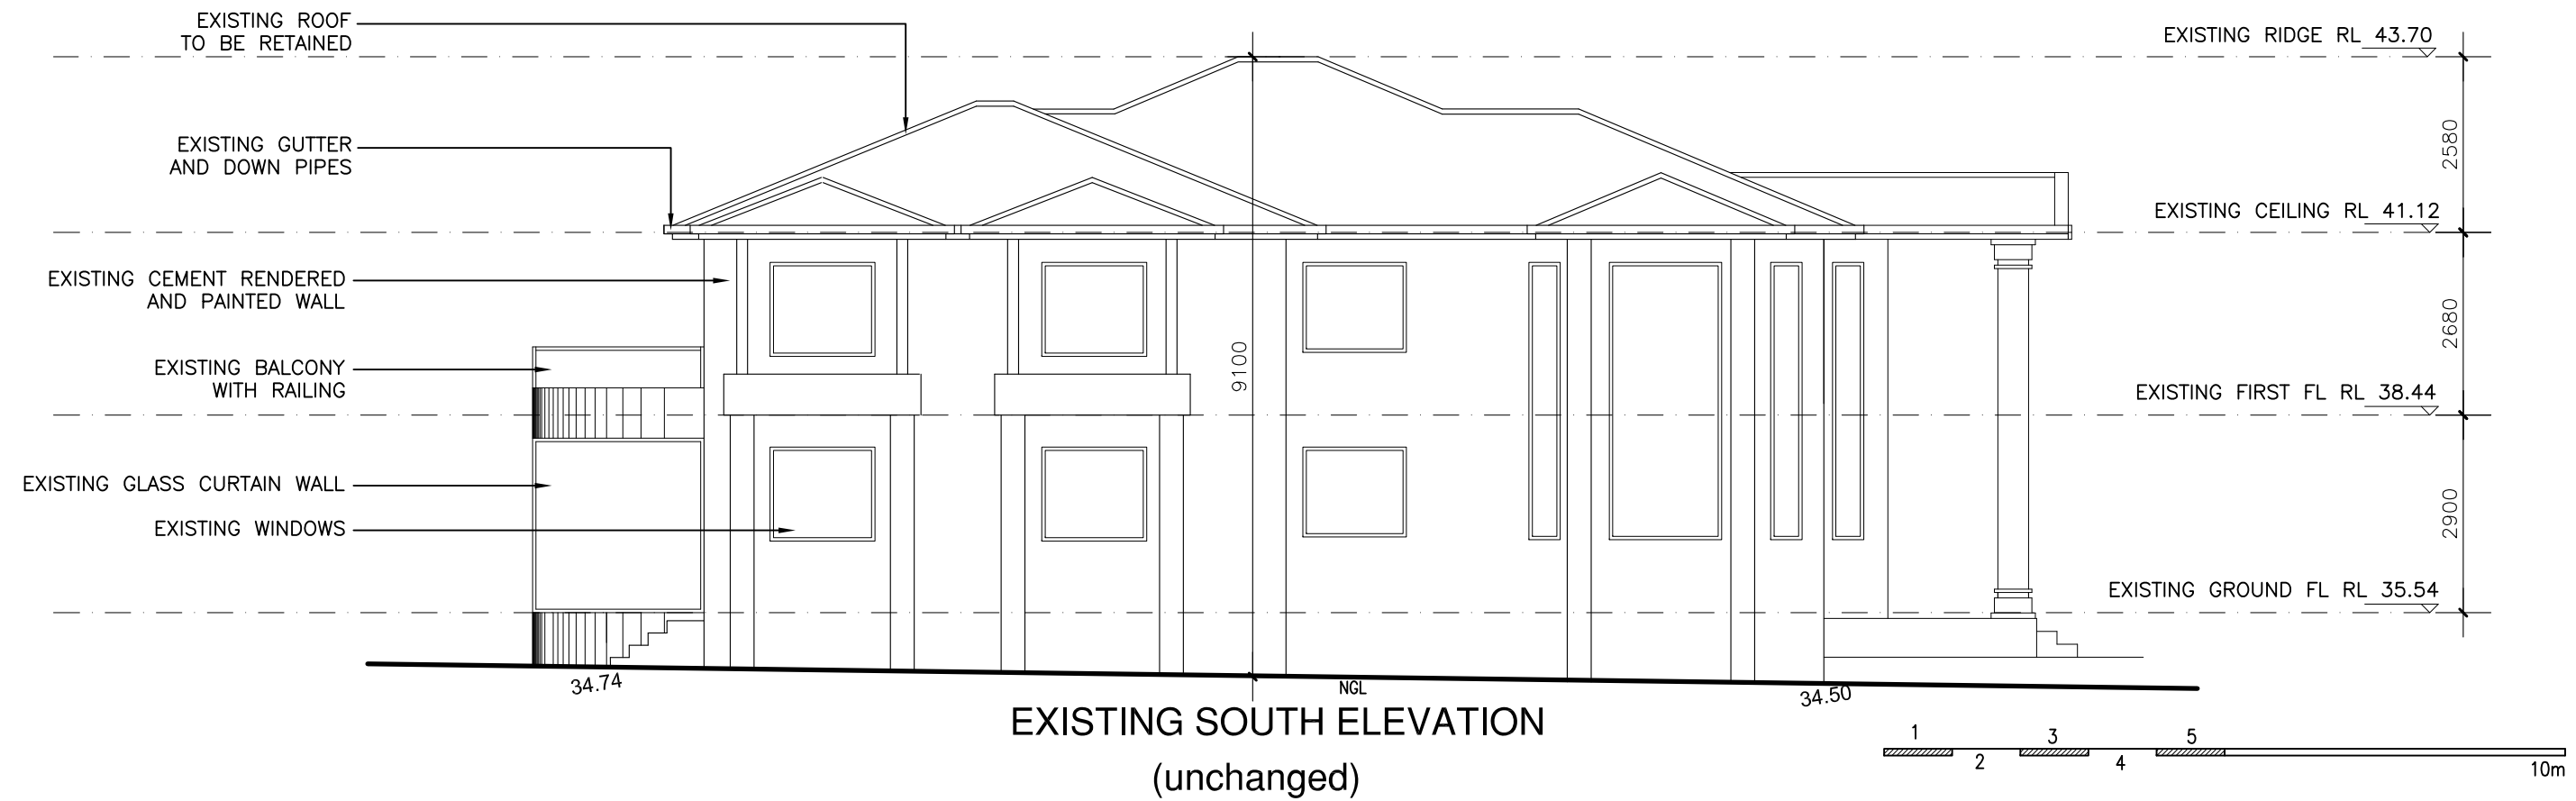 EXISTING ROOF
TO BE RETAINED
EXISTING RIDGE RL 43.70
EXISTING GUTTER
AND DOWN PIPES
2580
EXISTING CEILING RL 41.12
EXISTING CEMENT RENDERED
AND PAINTED WALL
2680
9100
EXISTING BALCONY
WITH RAILING
EXISTING FIRST FL RL 38.44
EXISTING GLASS CURTAIN WALL
2900
EXISTING WINDOWS
EXISTING GROUND FL RL 35.54
34.74
NGL
34.50
EXISTING SOUTH ELEVATION
(unchanged)
1 3 5
2 4 10m